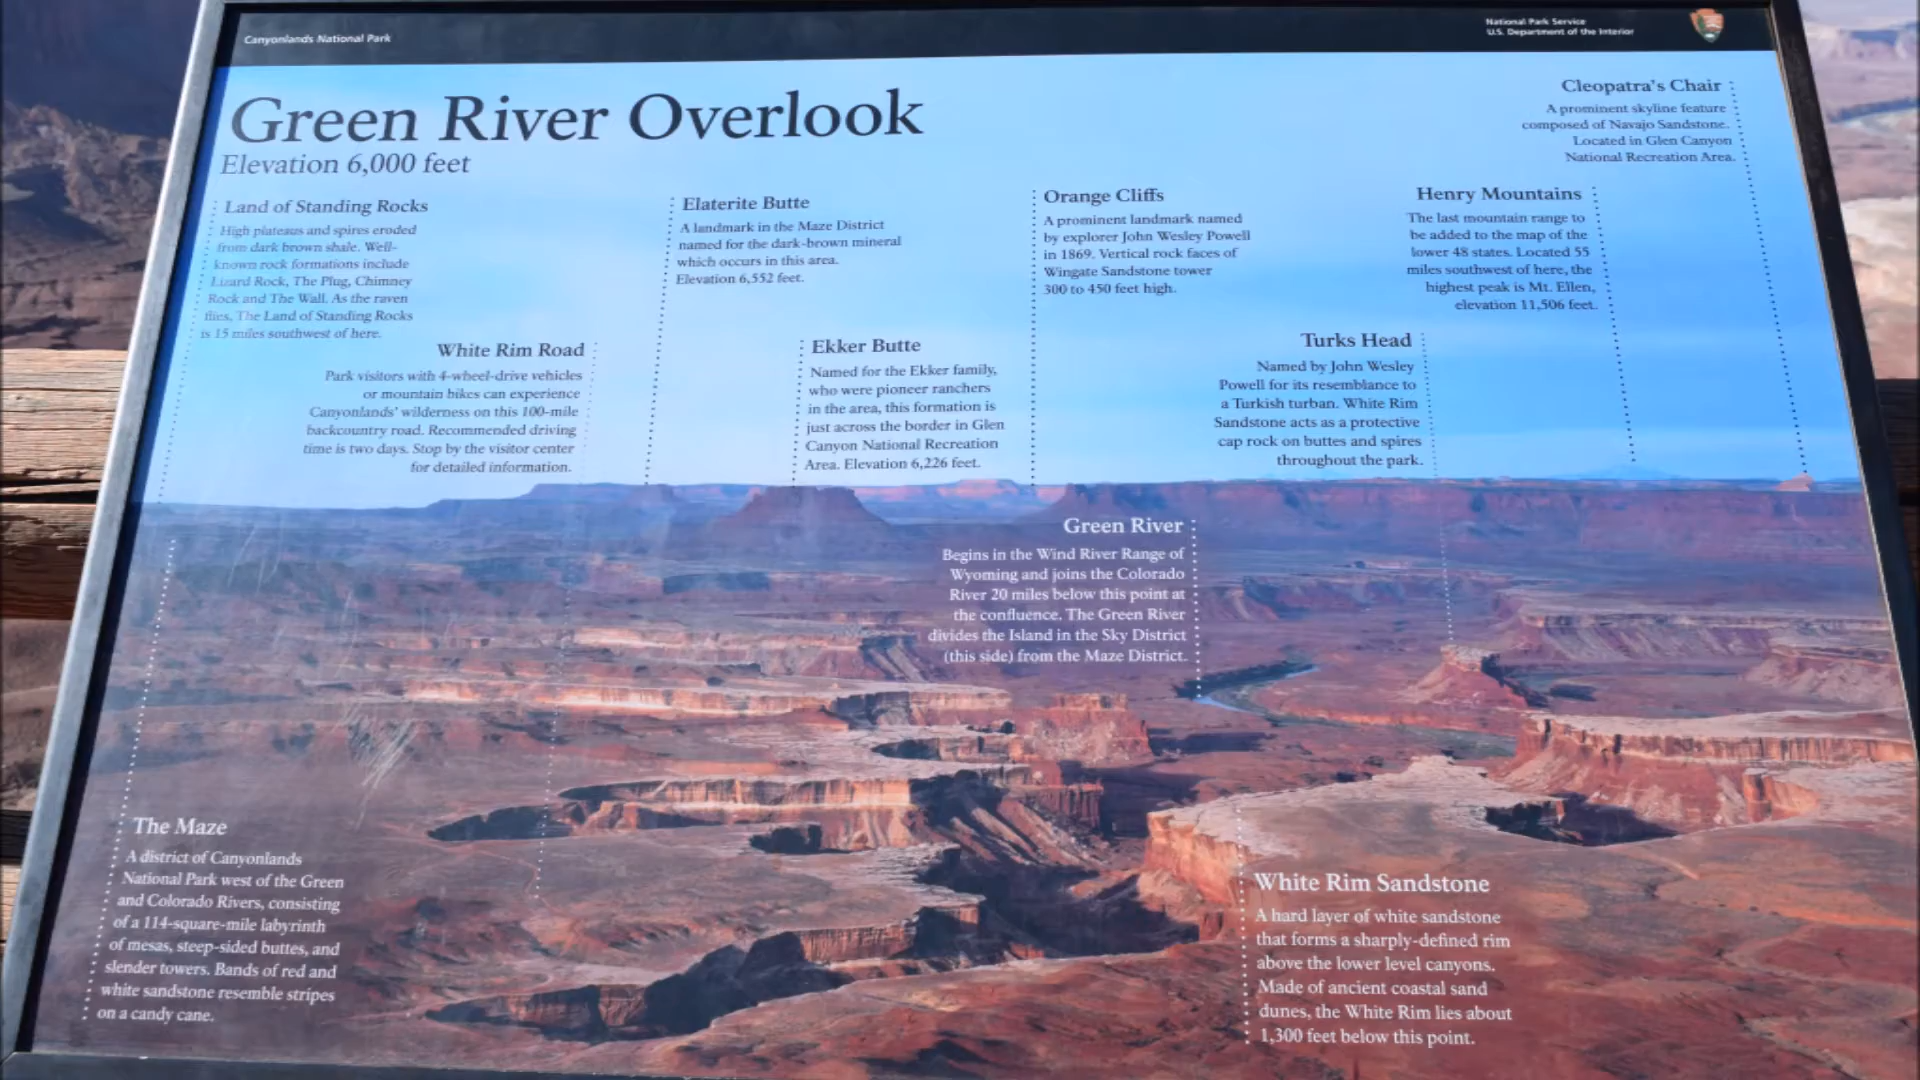 Canyonlands National Park
National Park Service
U.S. Department of the Interior
Green River Overlook
Elevation 6,000 feet
Cleopatra's Chair
A prominent skyline feature
composed of Navajo Sandstone.
Located in Glen Canyon
National Recreation Area.
Land of Standing Rocks
High plateaus and spires eroded
from dark brown shale. Well-
known rock formations include
Lizard Rock, The Plug, Chimney
Rock and The Wall. As the raven
flies, The Land of Standing Rocks
is 15 miles southwest of here.
Elaterite Butte
A landmark in the Maze District
named for the dark-brown mineral
which occurs in this area.
Elevation 6,552 feet.
Orange Cliffs
A prominent landmark named
by explorer John Wesley Powell
in 1869. Vertical rock faces of
Wingate Sandstone tower
300 to 450 feet high.
Henry Mountains
The last mountain range to
be added to the map of the
lower 48 states. Located 55
miles southwest of here, the
highest peak is Mt. Ellen,
elevation 11,506 feet.
White Rim Road
Park visitors with 4-wheel-drive vehicles
or mountain bikes can experience
Canyonlands' wilderness on this 100-mile
backcountry road. Recommended driving
time is two days. Stop by the visitor center
for detailed information.
Ekker Butte
Named for the Ekker family,
who were pioneer ranchers
in the area, this formation is
just across the border in Glen
Canyon National Recreation
Area. Elevation 6,226 feet.
Turks Head
Named by John Wesley
Powell for its resemblance to
a Turkish turban. White Rim
Sandstone acts as a protective
cap rock on buttes and spires
throughout the park.
Green River
Begins in the Wind River Range of
Wyoming and joins the Colorado
River 20 miles below this point at
the confluence. The Green River
divides the Island in the Sky District
(this side) from the Maze District.
The Maze
A district of Canyonlands
National Park west of the Green
and Colorado Rivers, consisting
of a 114-square-mile labyrinth
of mesas, steep-sided buttes, and
slender towers. Bands of red and
white sandstone resemble stripes
on a candy cane.
White Rim Sandstone
A hard layer of white sandstone
that forms a sharply-defined rim
above the lower level canyons.
Made of ancient coastal sand
dunes, the White Rim lies about
1,300 feet below this point.